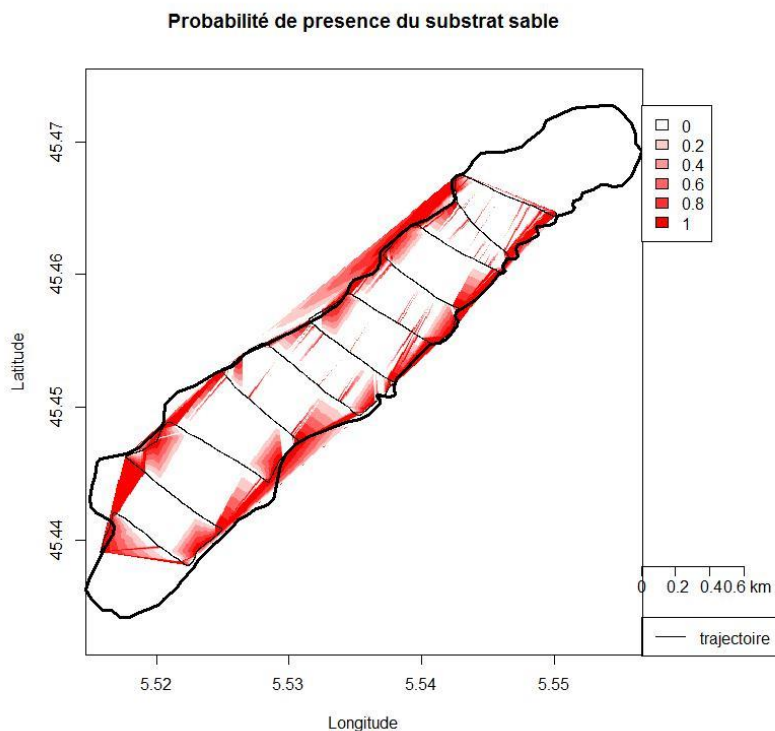 Probabilité de presence du substrat sable
0
0.2
0.4
0.6
0.8
1
Latitude
45.47
45.46
45.45
45.44
0 0.2 0.4 0.6 km
trajectoire
5.52 5.53 5.54 5.55
Longitude